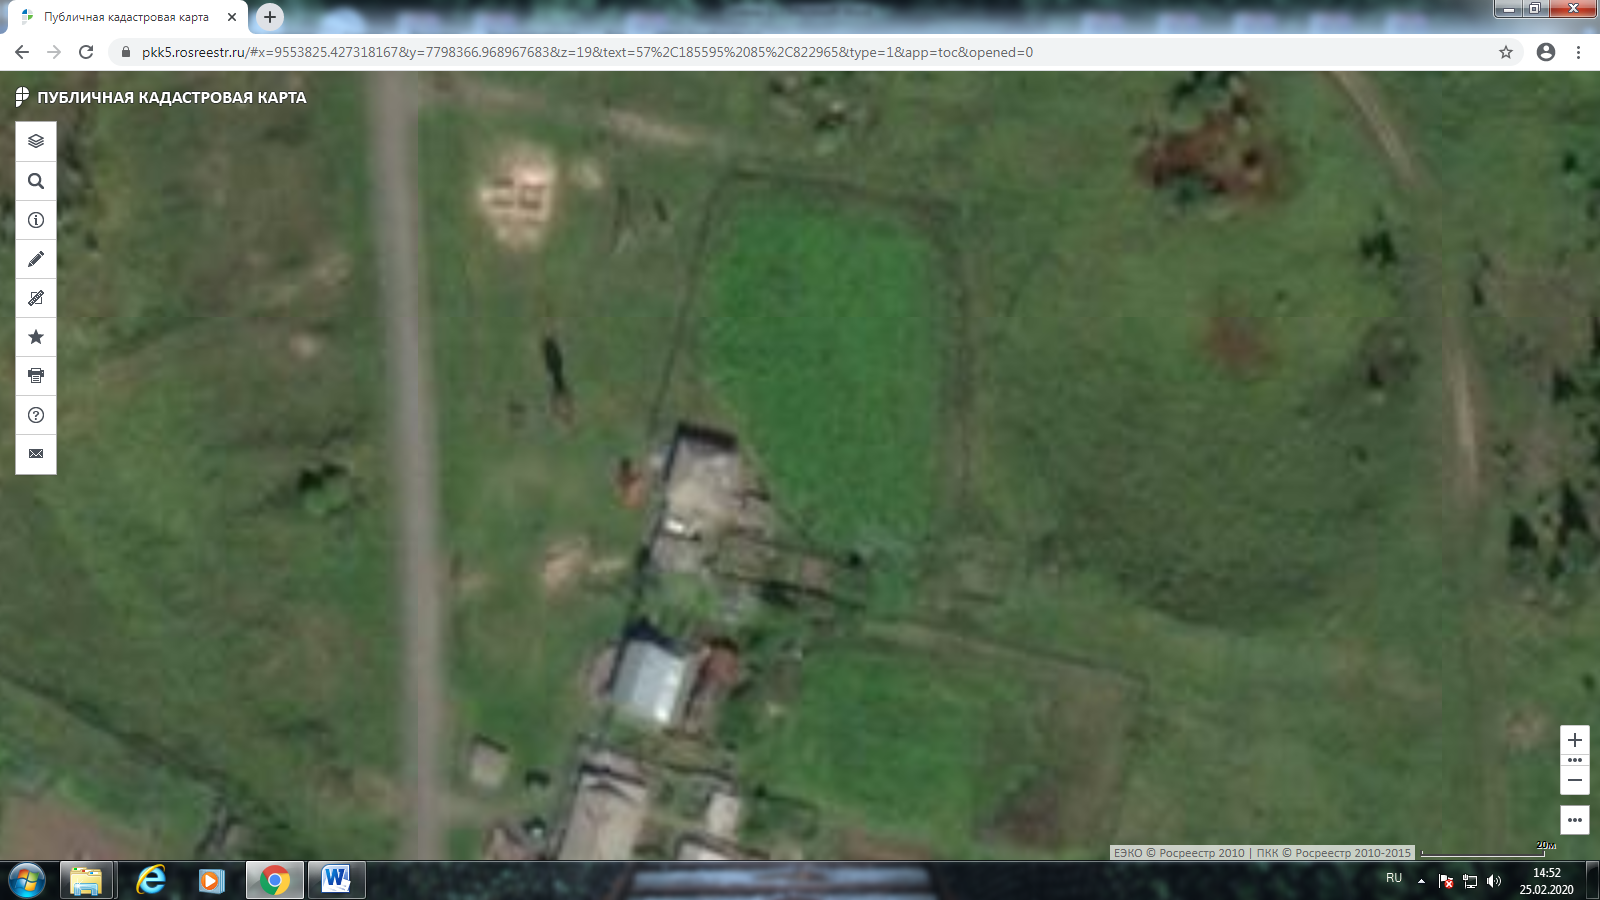 Публичная кадастровая карта
pkk5.rosreestr.ru/#x=9553825.427318167&y=7798366.968967683&z=19&text=57%2C185595%2085%2C822965&type=1&app=toc&opened=0
ПУБЛИЧНАЯ КАДАСТРОВАЯ КАРТА
ЕЭКО © Росреестр 2010 | ПКК © Росреестр 2010-2015
20м
RU
14:52
25.02.2020